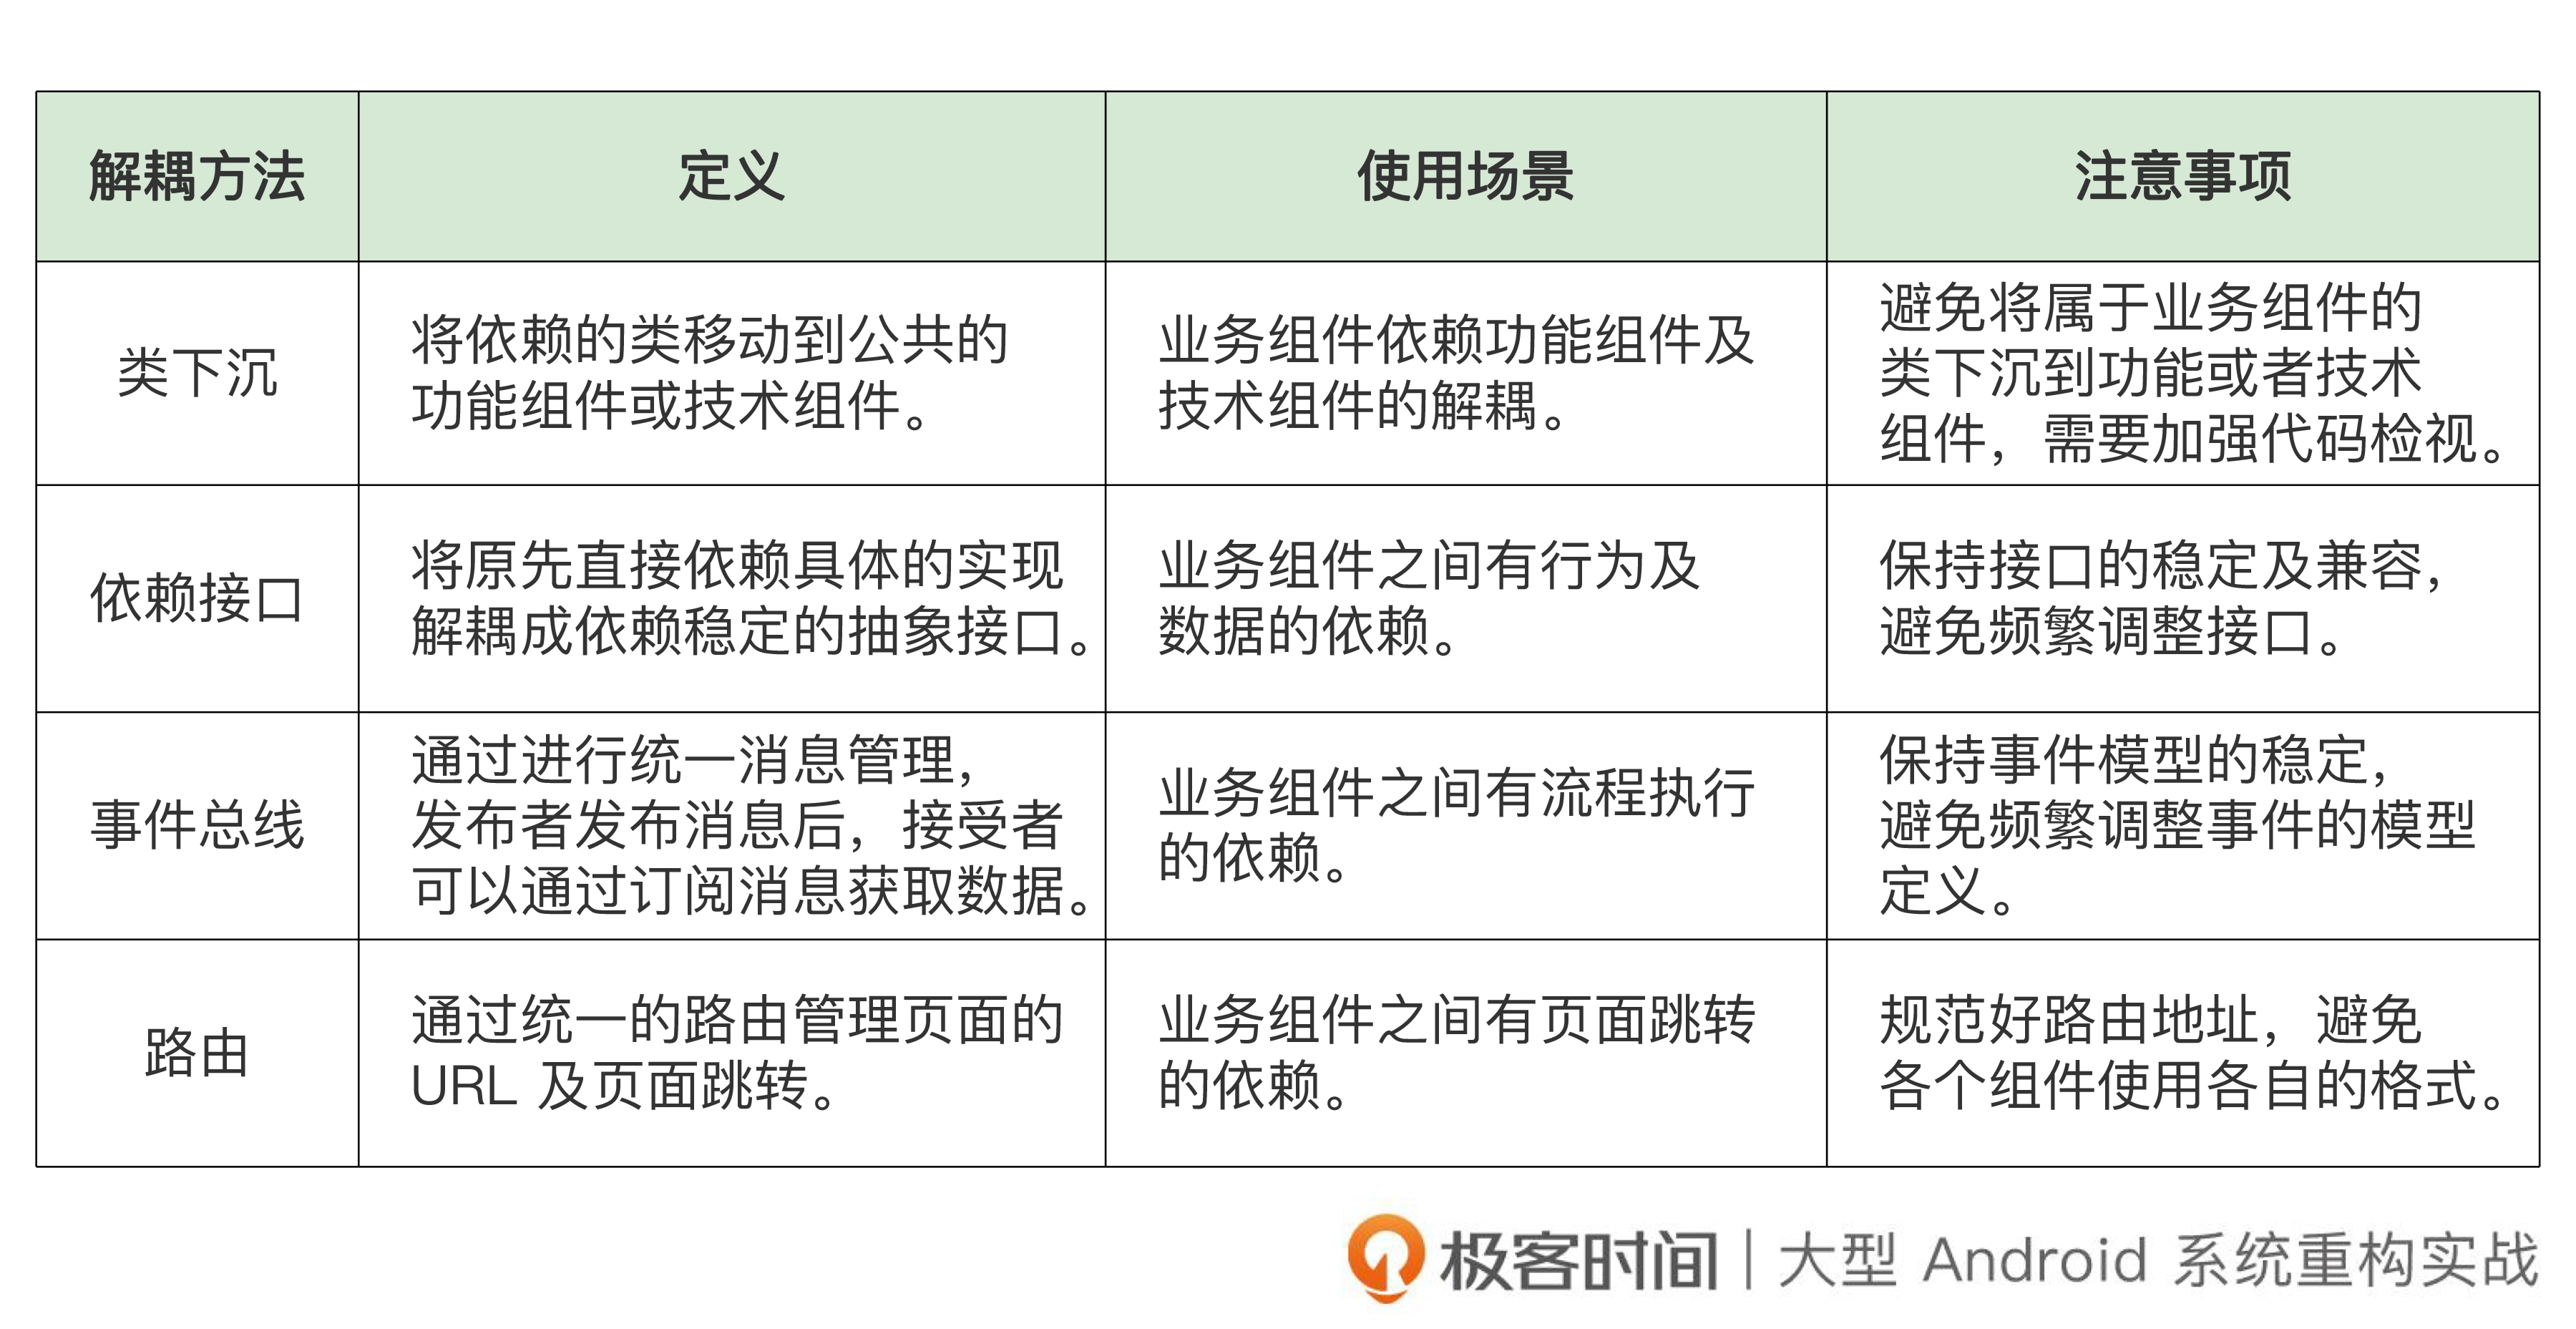 解耦方法
定义
使用场景
注意事项
类下沉
将依赖的类移动到公共的
功能组件或技术组件。
业务组件依赖功能组件及
技术组件的解耦。
避免将属于业务组件的
类下沉到功能或者技术
组件，需要加强代码检视。
依赖接口
将原先直接依赖具体的实现
解耦成依赖稳定的抽象接口。
业务组件之间有行为及
数据的依赖。
保持接口的稳定及兼容，
避免频繁调整接口。
事件总线
通过进行统一消息管理，
发布者发布消息后，接受者
可以通过订阅消息获取数据。
业务组件之间有流程执行
的依赖。
保持事件模型的稳定，
避免频繁调整事件的模型
定义。
路由
通过统一的路由管理页面的
URL 及页面跳转。
业务组件之间有页面跳转
的依赖。
规范好路由地址，避免
各个组件使用各自的格式。
极客时间 | 大型 Android 系统重构实战